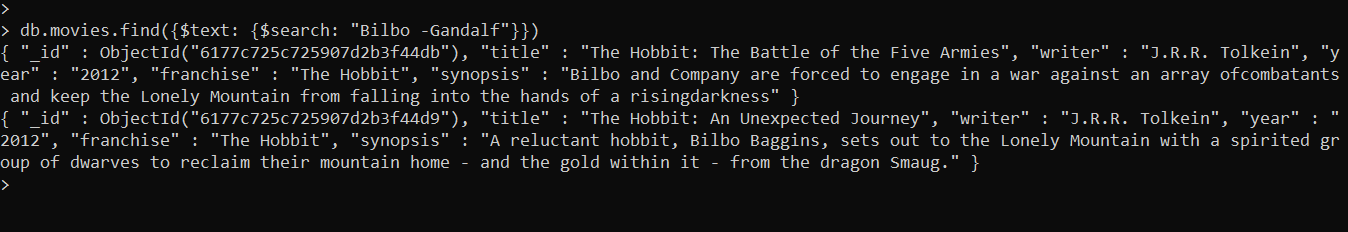 >
> db.movies.find({$text: {$search: "Bilbo -Gandalf"}})
{ "_id" : ObjectId("6177c725c725907d2b3f44db"), "title" : "The Hobbit: The Battle of the Five Armies", "writer" : "J.R.R. Tolkein", "y
ear" : "2012", "franchise" : "The Hobbit", "synopsis" : "Bilbo and Company are forced to engage in a war against an array ofcombatants
 and keep the Lonely Mountain from falling into the hands of a risingdarkness" }
{ "_id" : ObjectId("6177c725c725907d2b3f44d9"), "title" : "The Hobbit: An Unexpected Journey", "writer" : "J.R.R. Tolkein", "year" : "
2012", "franchise" : "The Hobbit", "synopsis" : "A reluctant hobbit, Bilbo Baggins, sets out to the Lonely Mountain with a spirited gr
oup of dwarves to reclaim their mountain home - and the gold within it - from the dragon Smaug." }
>